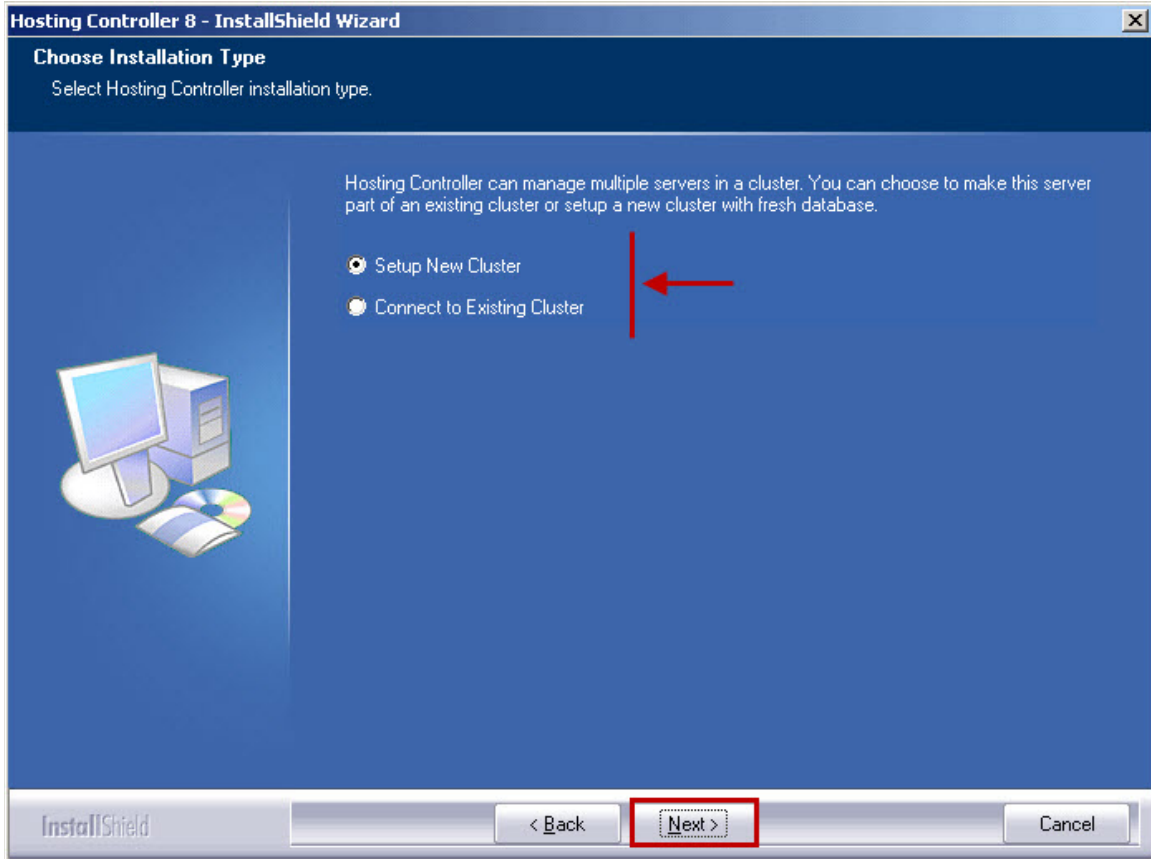 Hosting Controller 8 - InstallShield Wizard
Choose Installation Type
Select Hosting Controller installation type.
Hosting Controller can manage multiple servers in a cluster. You can choose to make this server
part of an existing cluster or setup a new cluster with fresh database.
Setup New Cluster
Connect to Existing Cluster
InstallShield
< Back
Next >
Cancel